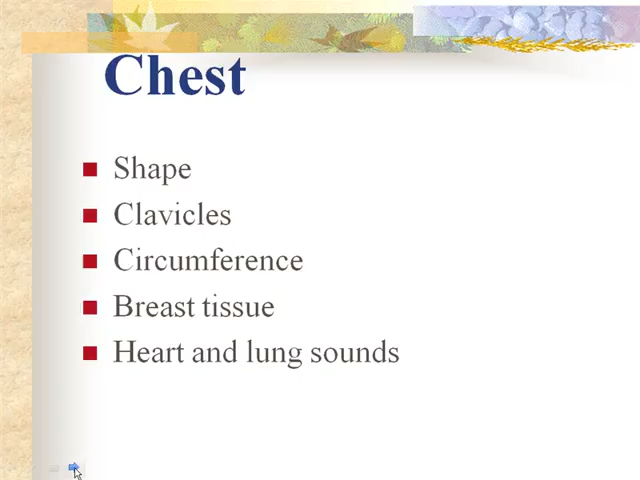 Chest
Shape
Clavicles
Circumference
Breast tissue
Heart and lung sounds